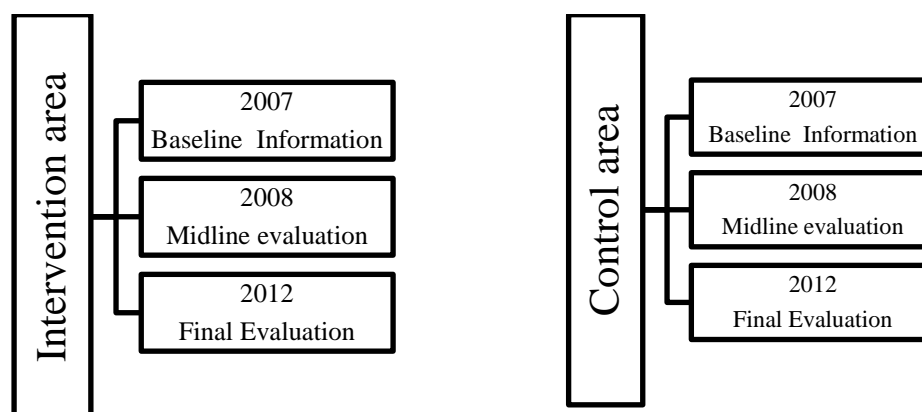 Intervention area
2007
Baseline Information
2008
Midline evaluation
2012
Final Evaluation
Control area
2007
Baseline Information
2008
Midline evaluation
2012
Final Evaluation